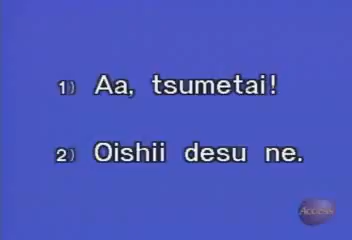 1) Aa, tsumetai!
2) Oishii desu ne.
Access